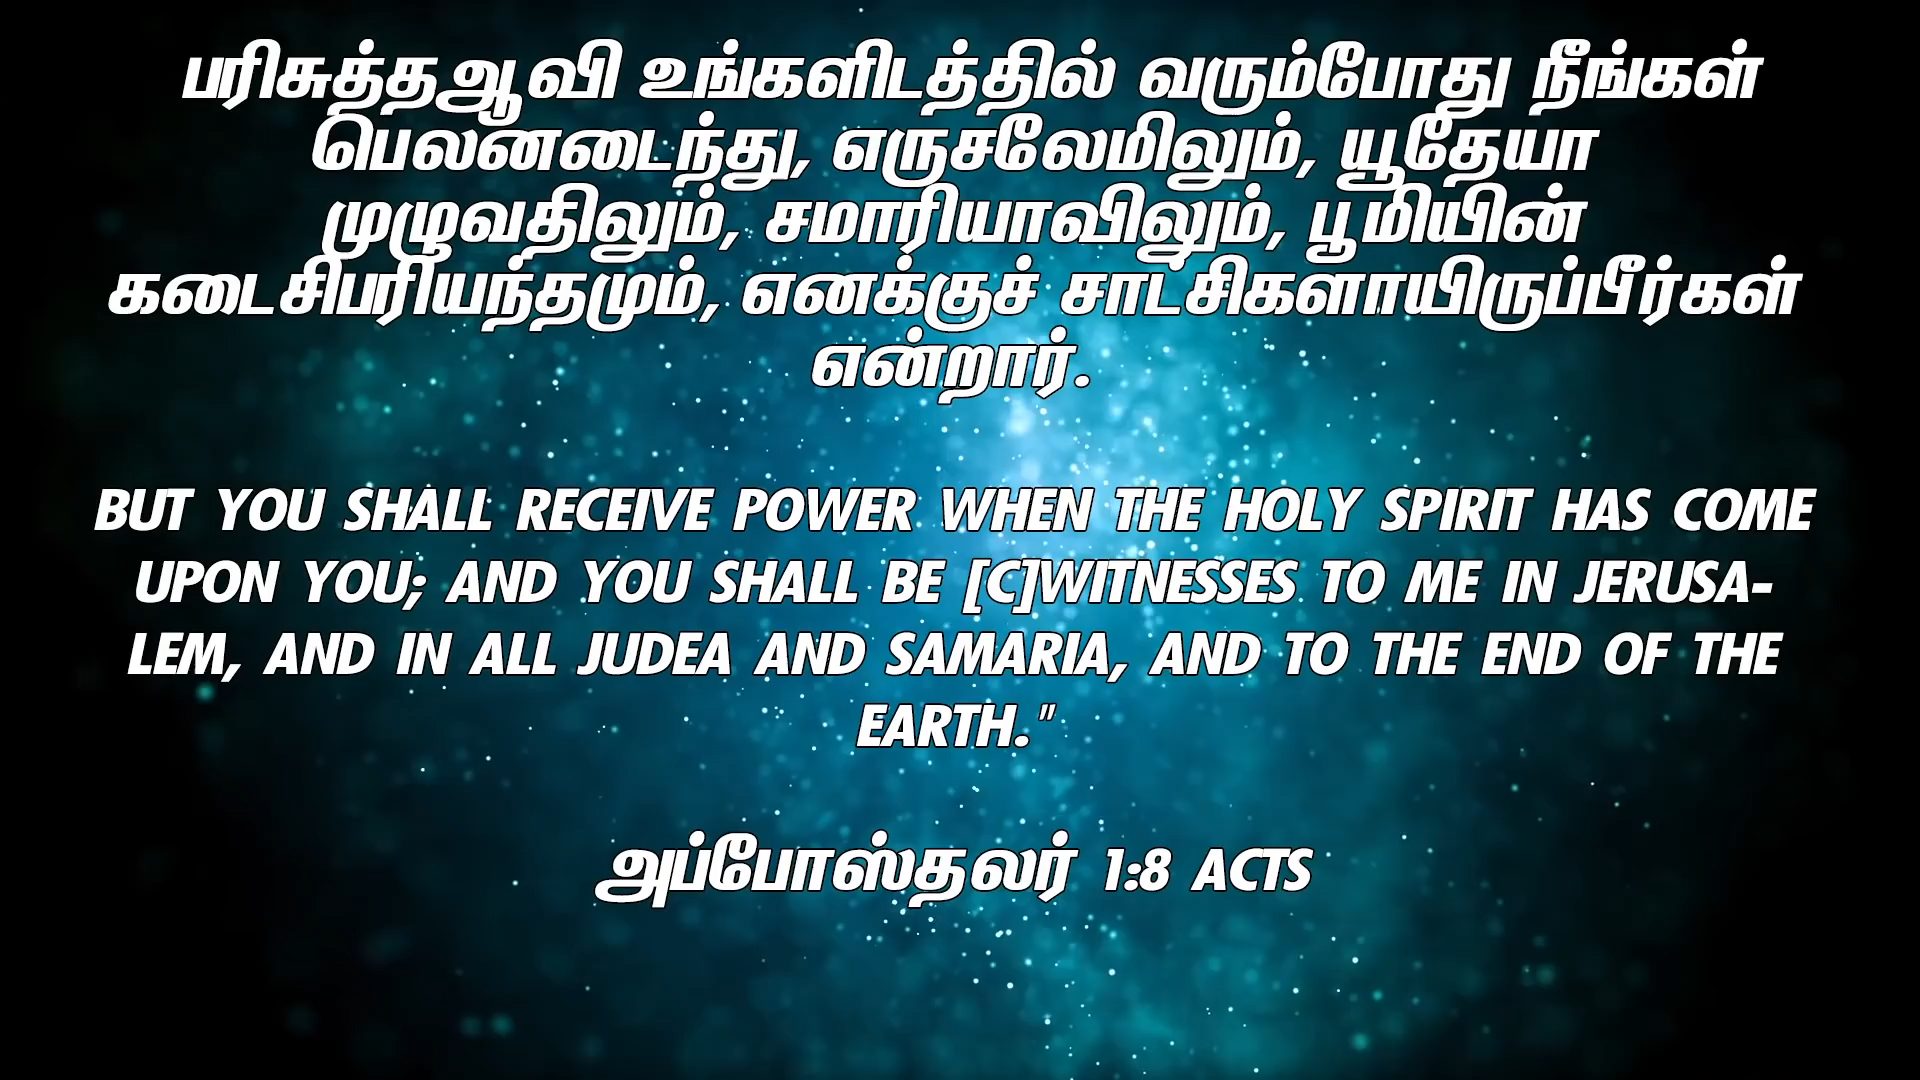 பரிசுத்தஆவி உங்களிடத்தில் வரும்போது நீங்கள்
பெலனடைந்து, எருசலேமிலும், யூதேயா
முழுவதிலும், சமாரியாவிலும், பூமியின்
கடைசிபரியந்தமும், எனக்குச் சாட்சிகளாயிருப்பீர்கள்
என்றார்.
BUT YOU SHALL RECEIVE POWER WHEN THE HOLY SPIRIT HAS COME
UPON YOU; AND YOU SHALL BE [C]WITNESSES TO ME IN JERUSA-
LEM, AND IN ALL JUDEA AND SAMARIA, AND TO THE END OF THE
EARTH."
அப்போஸ்தலர் 1:8 ACTS